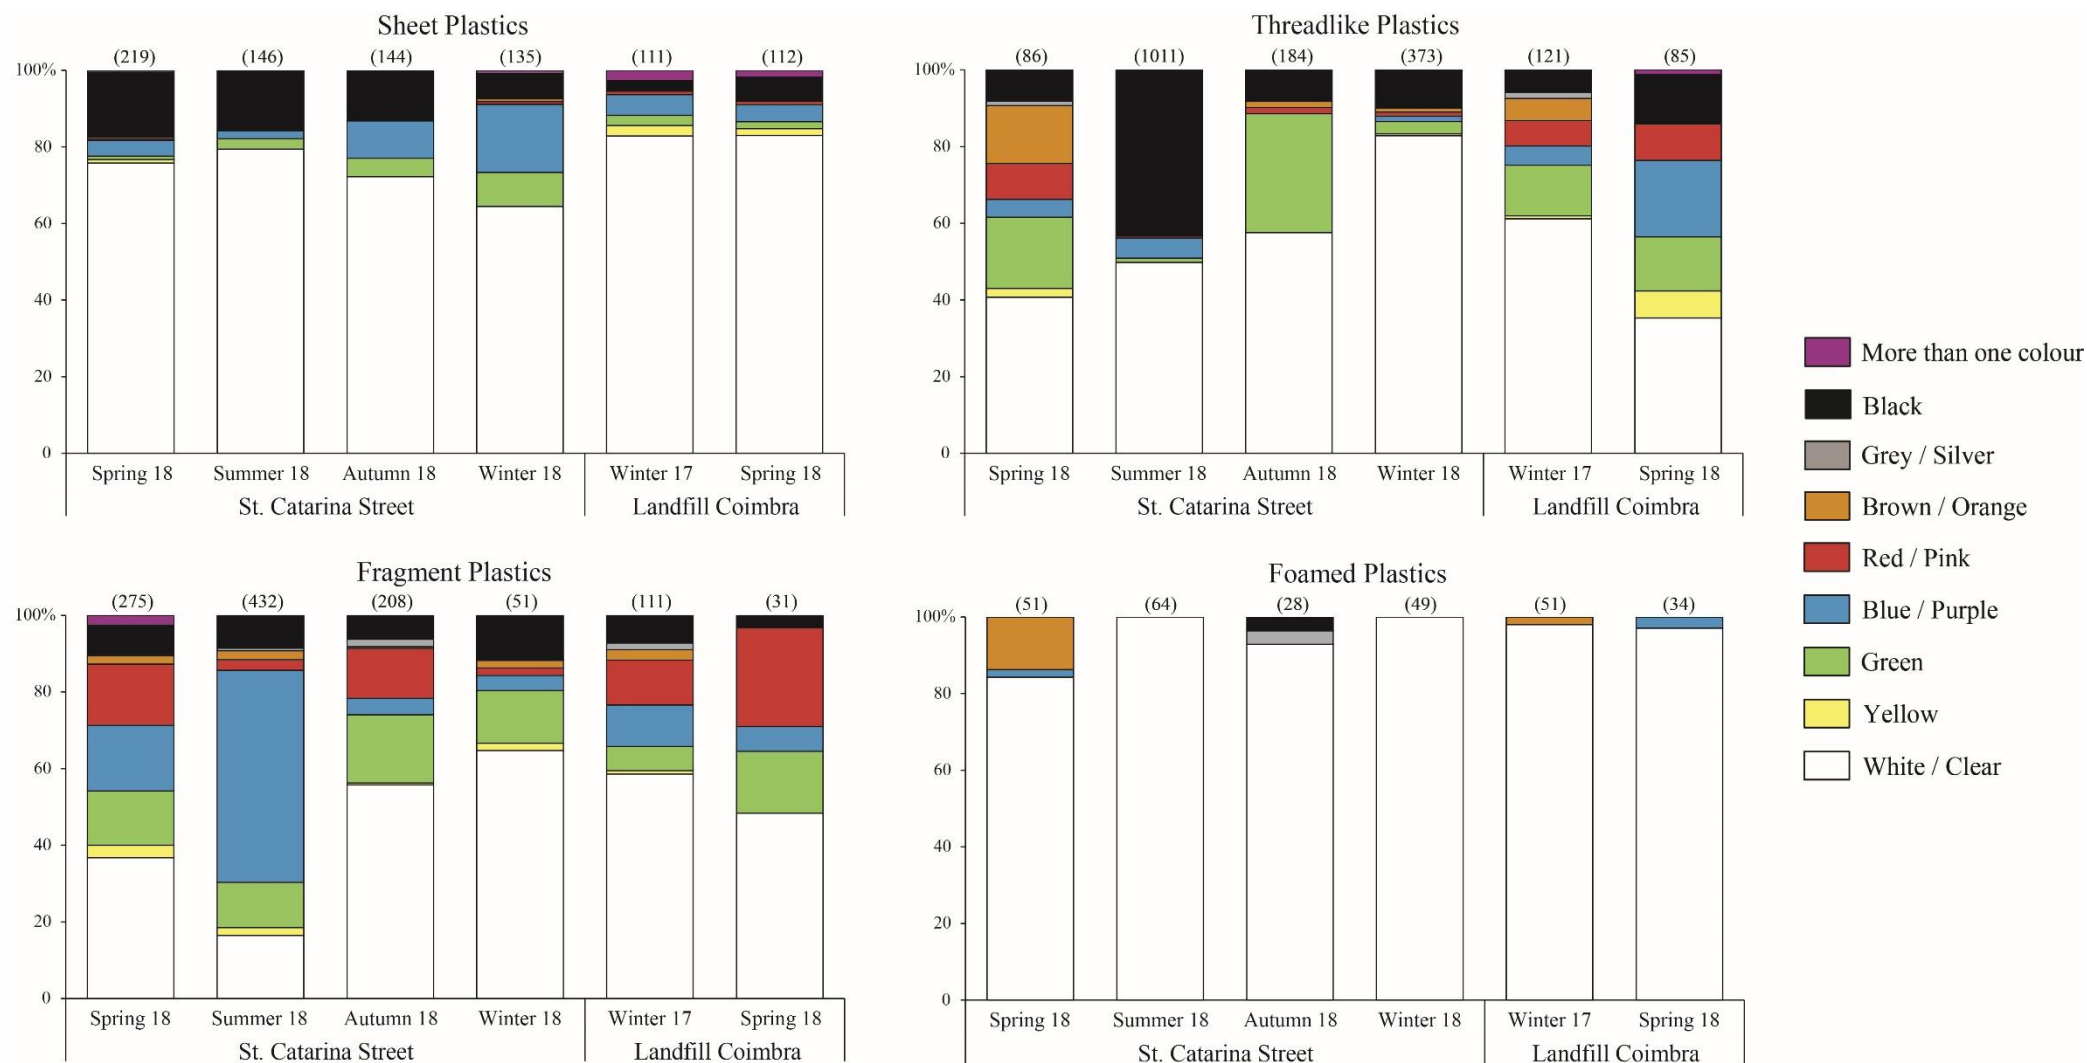 Sheet Plastics
(219) (146) (144) (135) (111) (112)
100%
80
60
40
20
0
Spring 18 Summer 18 Autumn 18 Winter 18 Winter 17 Spring 18
St. Catarina Street Landfill Coimbra
Threadlike Plastics
(86) (1011) (184) (373) (121) (85)
100%
80
60
40
20
0
Spring 18 Summer 18 Autumn 18 Winter 18 Winter 17 Spring 18
St. Catarina Street Landfill Coimbra
Fragment Plastics
(275) (432) (208) (51) (111) (31)
100%
80
60
40
20
0
Spring 18 Summer 18 Autumn 18 Winter 18 Winter 17 Spring 18
St. Catarina Street Landfill Coimbra
Foamed Plastics
(51) (64) (28) (49) (51) (34)
100%
80
60
40
20
0
Spring 18 Summer 18 Autumn 18 Winter 18 Winter 17 Spring 18
St. Catarina Street Landfill Coimbra
More than one colour
Black
Grey / Silver
Brown / Orange
Red / Pink
Blue / Purple
Green
Yellow
White / Clear